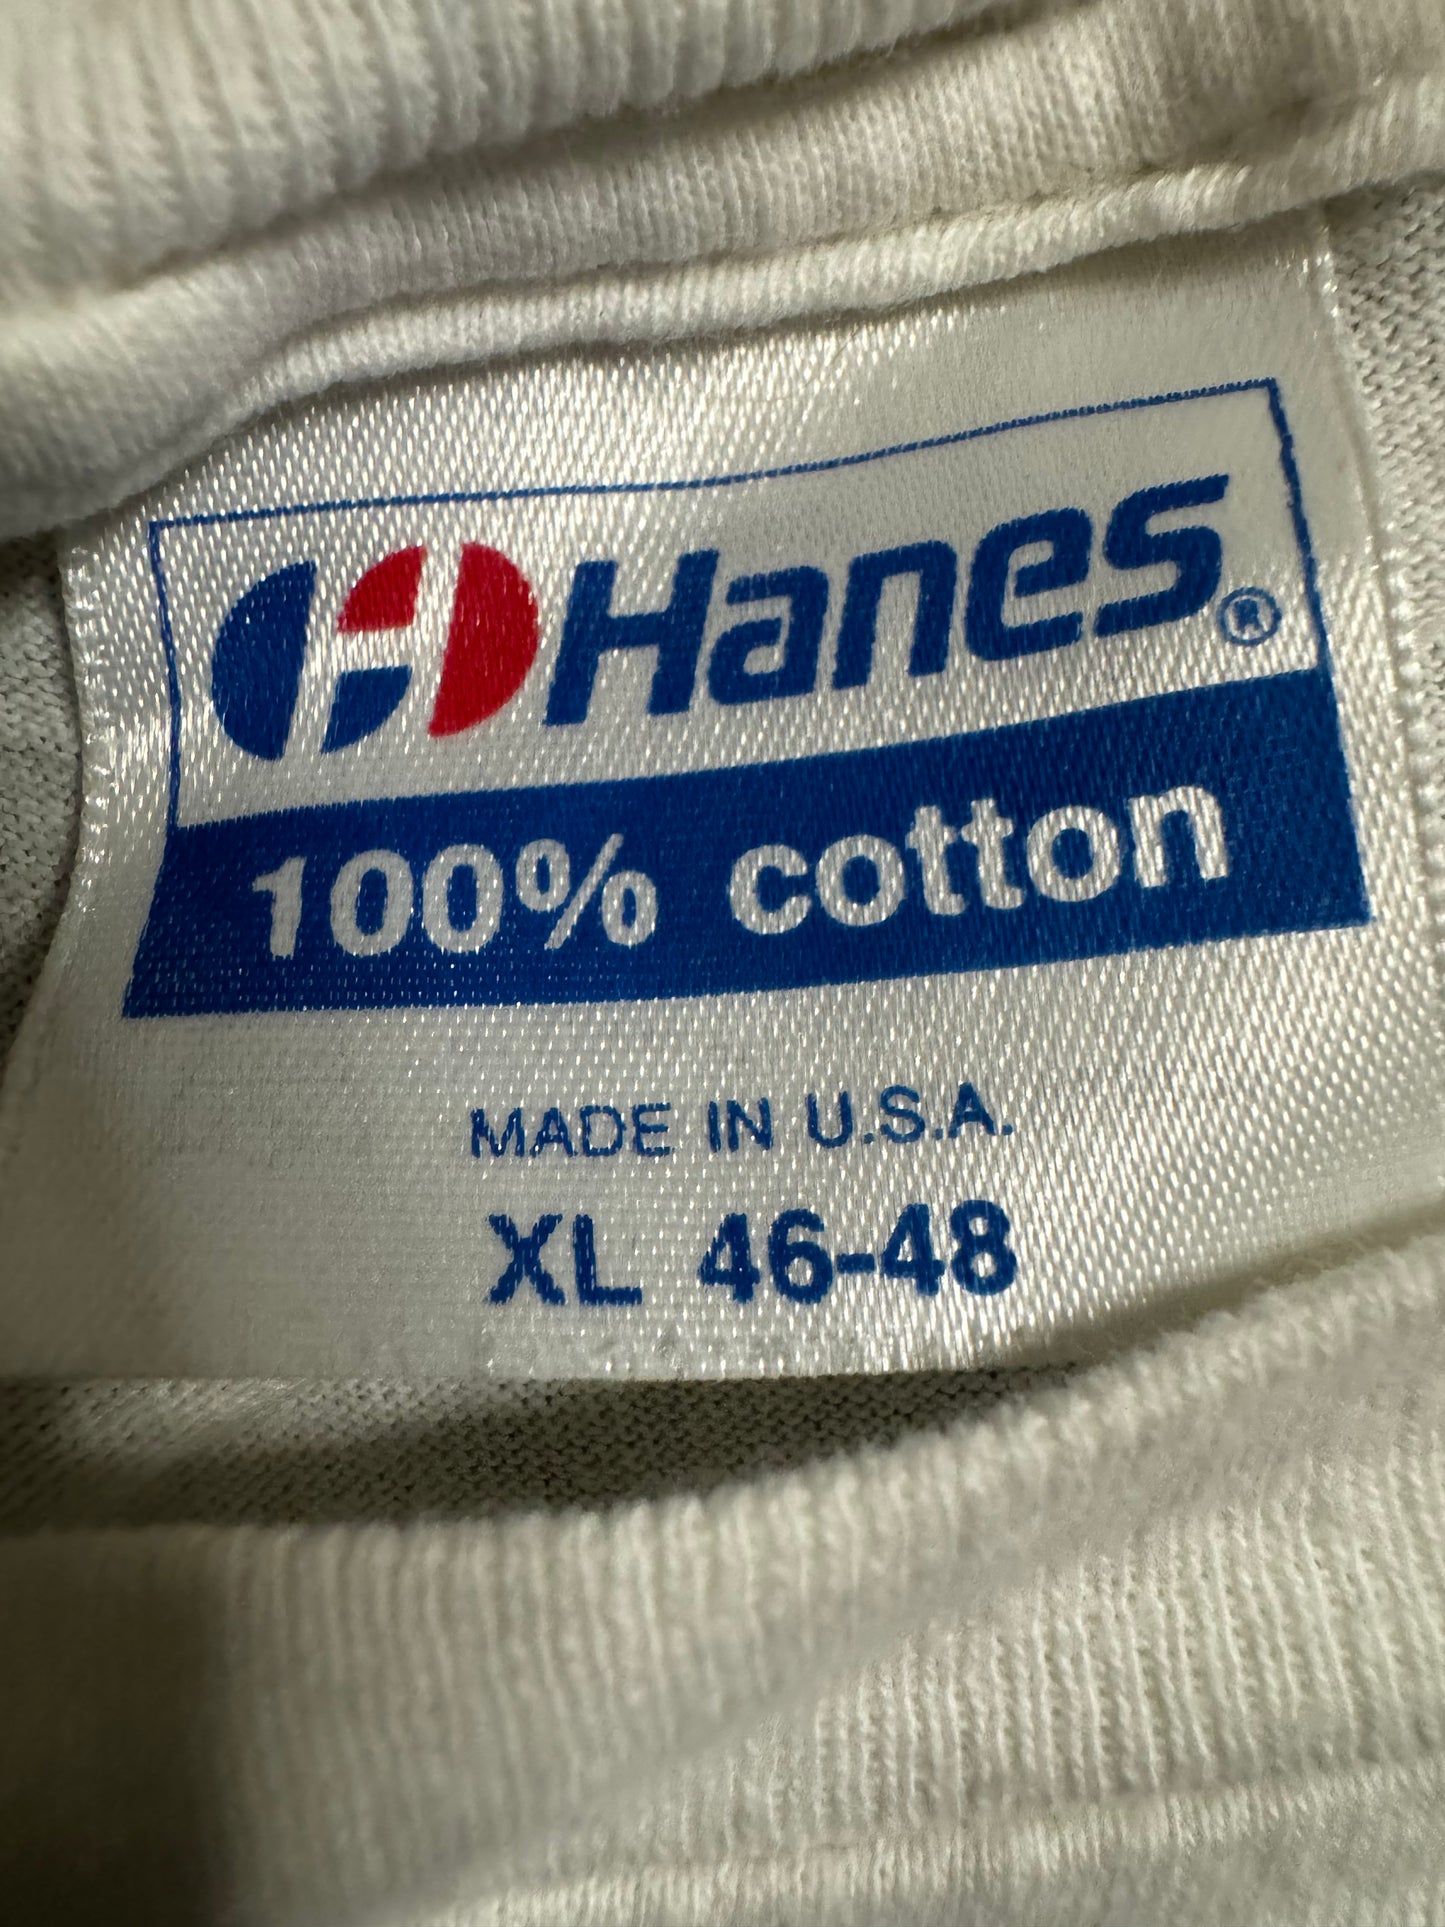 Hanes®
100% cotton
MADE IN U.S.A.
XL 46-48